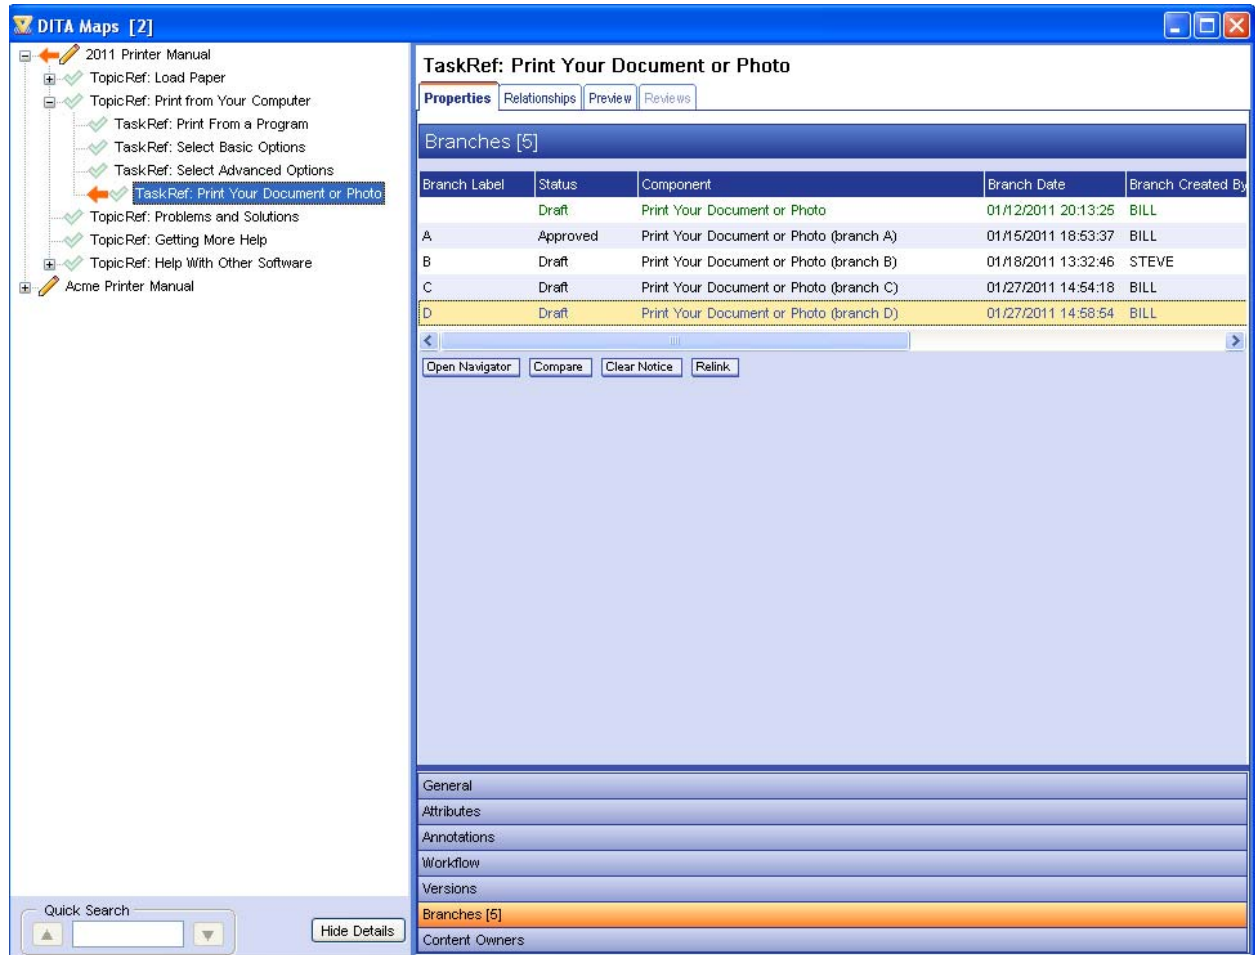 DITA Maps [2]
2011 Printer Manual
TopicRef: Load Paper
TopicRef: Print from Your Computer
TaskRef: Print From a Program
TaskRef: Select Basic Options
TaskRef: Select Advanced Options
TaskRef: Print Your Document or Photo
TopicRef: Problems and Solutions
TopicRef: Getting More Help
TopicRef: Help With Other Software
Acme Printer Manual
Quick Search
Hide Details
TaskRef: Print Your Document or Photo
Properties Relationships Preview Reviews
Branches [5]
Branch Label Status Component Branch Date Branch Created By
Draft Print Your Document or Photo 01/12/2011 20:13:25 BILL
A Approved Print Your Document or Photo (branch A) 01/15/2011 18:53:37 BILL
B Draft Print Your Document or Photo (branch B) 01/18/2011 13:32:46 STEVE
C Draft Print Your Document or Photo (branch C) 01/27/2011 14:54:18 BILL
D Draft Print Your Document or Photo (branch D) 01/27/2011 14:58:54 BILL
Open Navigator Compare Clear Notice Relink
General
Attributes
Annotations
Workflow
Versions
Branches [5]
Content Owners